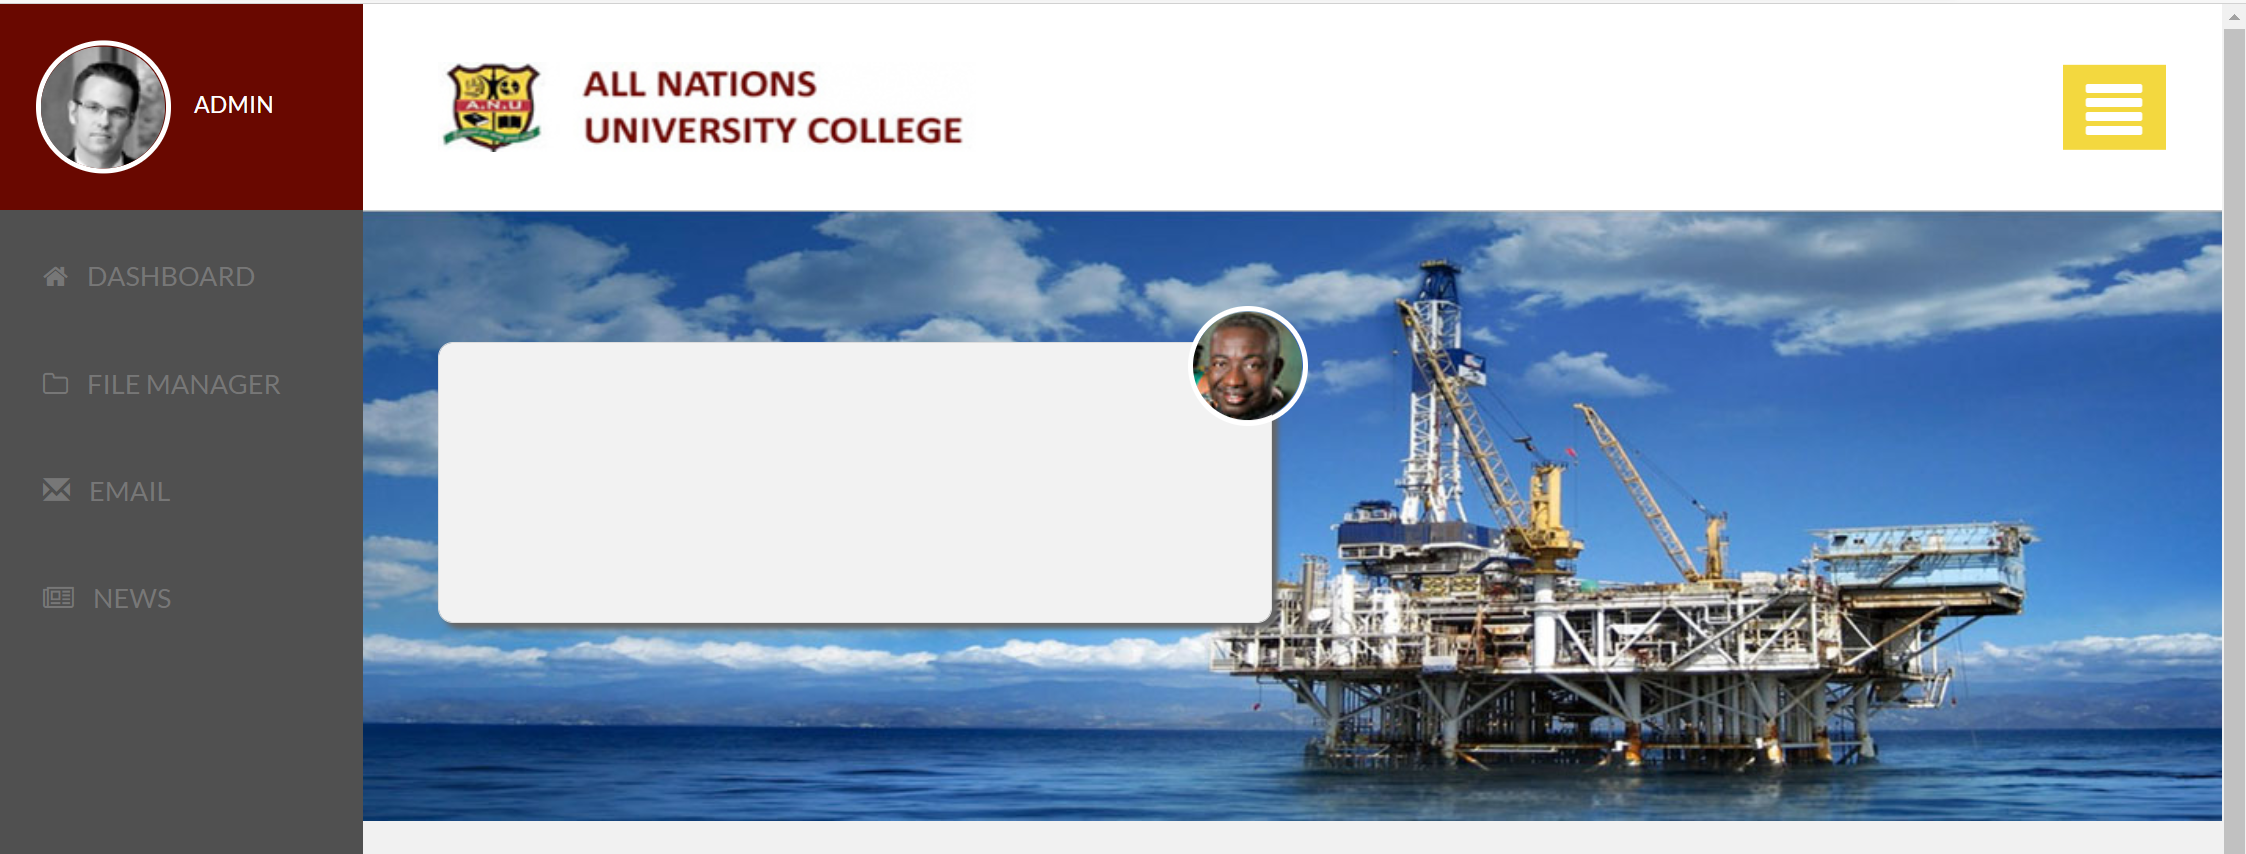 ADMIN
DASHBOARD
FILE MANAGER
EMAIL
NEWS
A.N.U
ALL NATIONS
UNIVERSITY COLLEGE